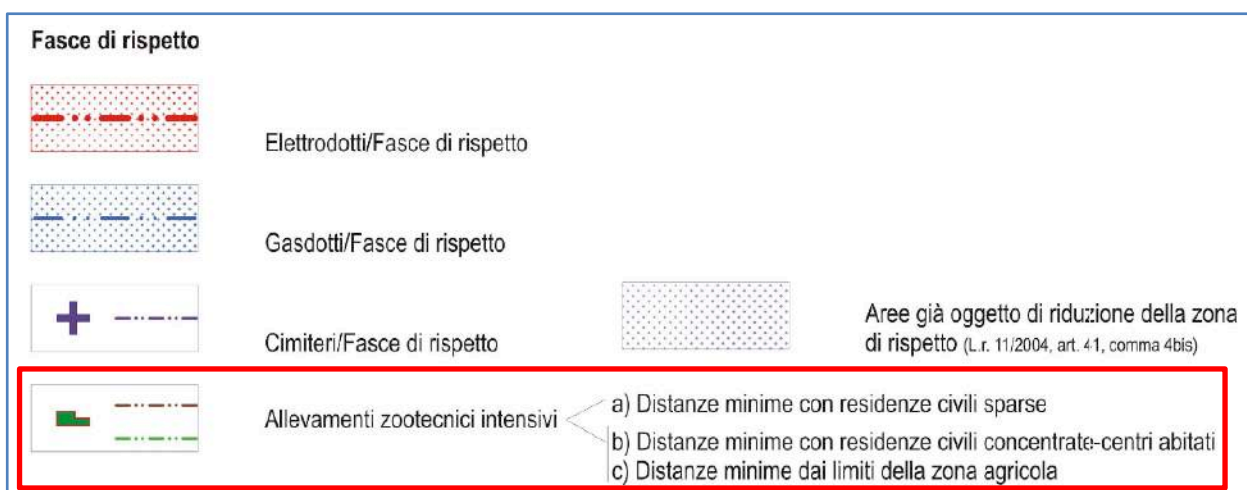 Fasce di rispetto
Elettrodotti/Fasce di rispetto
Gasdotti/Fasce di rispetto
Cimiteri/Fasce di rispetto
Aree già oggetto di riduzione della zona
di rispetto (L.r. 11/2004, art. 41, comma 4bis)
Allevamenti zootecnici intensivi
a) Distanze minime con residenze civili sparse
b) Distanze minime con residenze civili concentrate-centri abitati
c) Distanze minime dai limiti della zona agricola